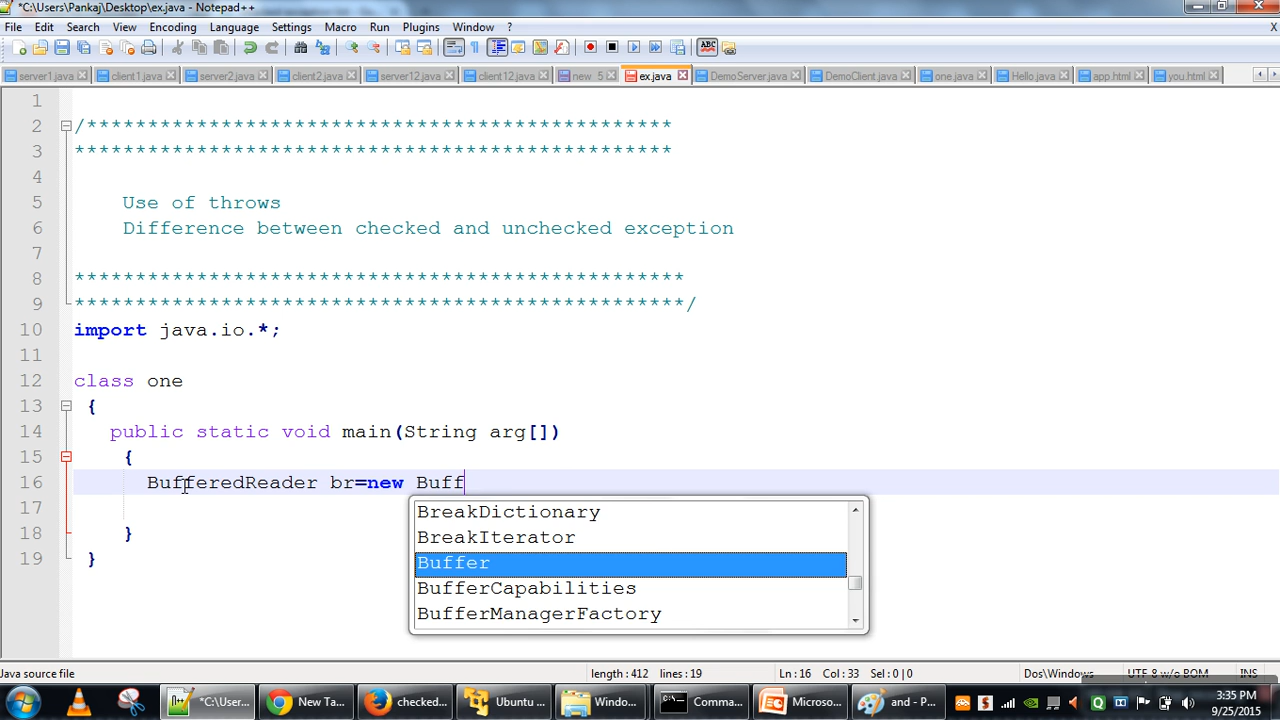 *C:\Users\Pankaj\Desktop\ex.java - Notepad++
File Edit Search View Encoding Language Settings Macro Run Plugins Window ? X
server1.java client1.java server2.java client2.java server12.java client12.java new 5 ex.java DemoServer.java DemoClient.java one.java Hello.java app.html you.html
1
2 /************************************************
3 *************************************************
4
5 Use of throws
6 Difference between checked and unchecked exception
7
8 **************************************************
9 **************************************************/
10 import java.io.*;
11
12 class one
13 {
14 public static void main(String arg[])
15 {
16 BufferedReader br=new Buff
17
18 }
19 }
BreakDictionary
BreakIterator
Buffer
BufferCapabilities
BufferManagerFactory
Java source file length : 412 lines : 19 Ln : 16 Col : 33 Sel : 0 | 0 Dos\Windows UTF-8 w/o BOM INS
*C:\Users... New Ta... checked... Ubuntu ... Windo... Comma... Microso... and - P... 3:35 PM
9/25/2015